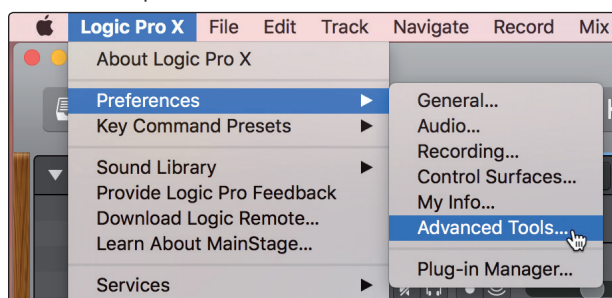 Logic Pro X File Edit Track Navigate Record Mix
About Logic Pro X
Preferences
Key Command Presets
Sound Library
Provide Logic Pro Feedback
Download Logic Remote...
Learn About MainStage...
Services
General...
Audio...
Recording...
Control Surfaces...
My Info...
Advanced Tools...
Plug-in Manager...